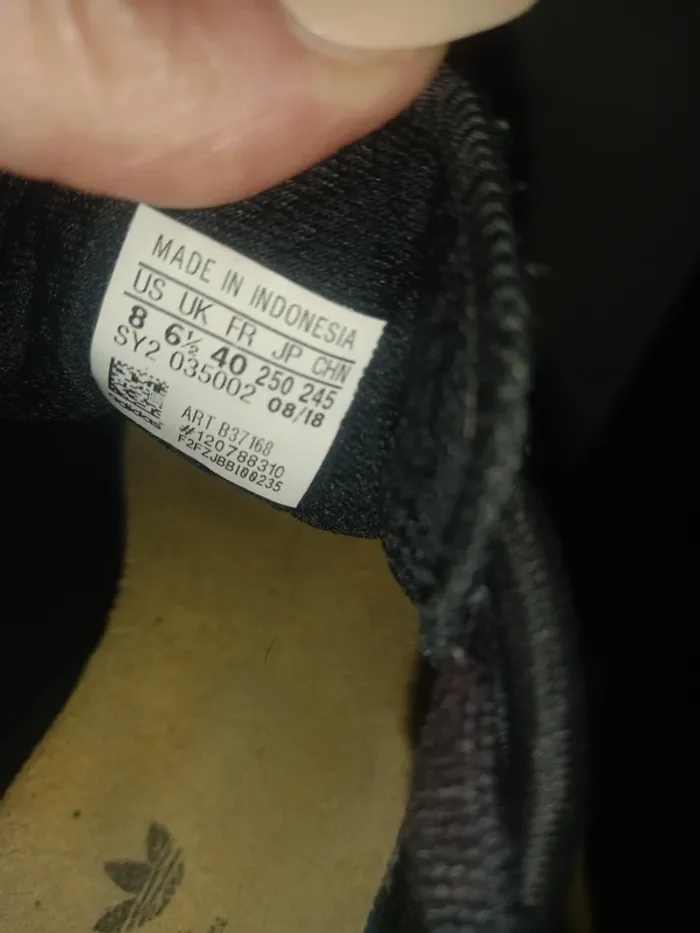 MADE IN INDONESIA
US UK FR JP CHN
8 6½ 40 250 245
SY2 035002 08/18
ART B37168
#120788310
F2FZJBBI00235